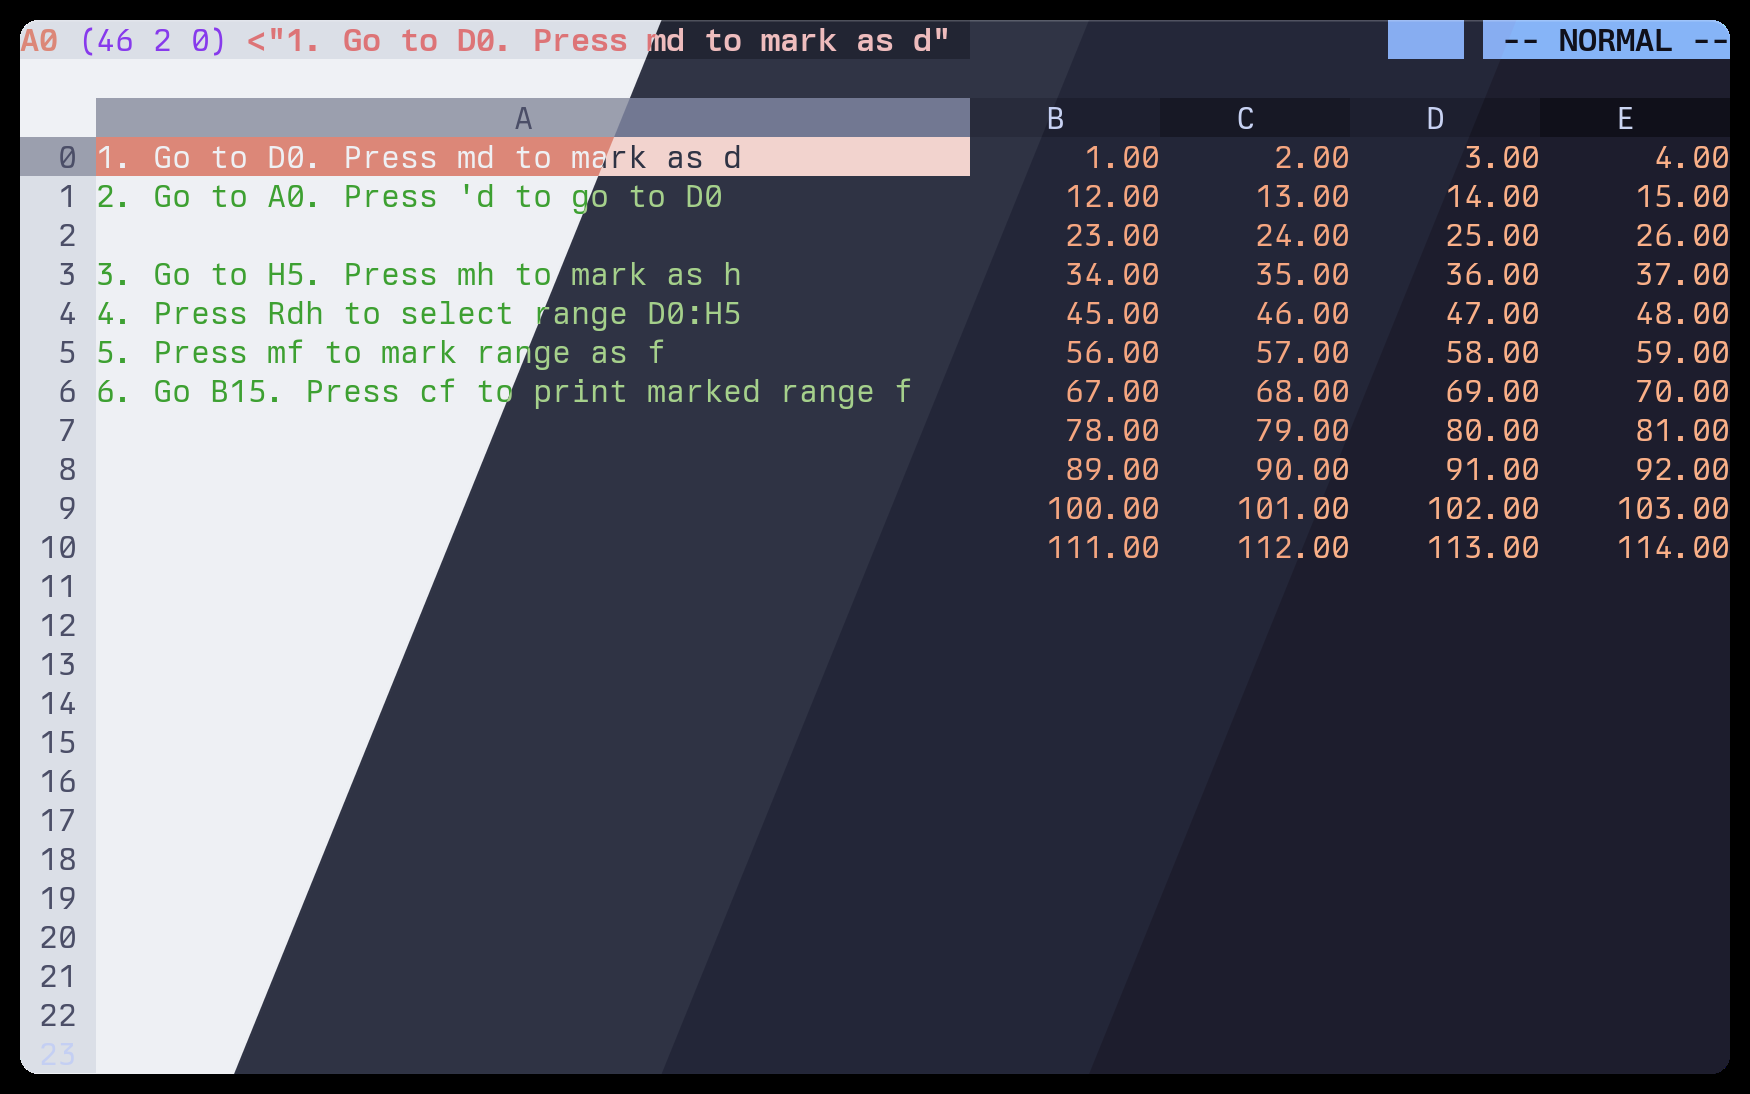 A0 (46 2 0) <"1. Go to D0. Press md to mark as d" -- NORMAL --
A B C D E
0 1. Go to D0. Press md to mark as d 1.00 2.00 3.00 4.00
1 2. Go to A0. Press 'd to go to D0 12.00 13.00 14.00 15.00
2 23.00 24.00 25.00 26.00
3 3. Go to H5. Press mh to mark as h 34.00 35.00 36.00 37.00
4 4. Press Rdh to select range D0:H5 45.00 46.00 47.00 48.00
5 5. Press mf to mark range as f 56.00 57.00 58.00 59.00
6 6. Go B15. Press cf to print marked range f 67.00 68.00 69.00 70.00
7 78.00 79.00 80.00 81.00
8 89.00 90.00 91.00 92.00
9 100.00 101.00 102.00 103.00
10 111.00 112.00 113.00 114.00
11
12
13
14
15
16
17
18
19
20
21
22
23